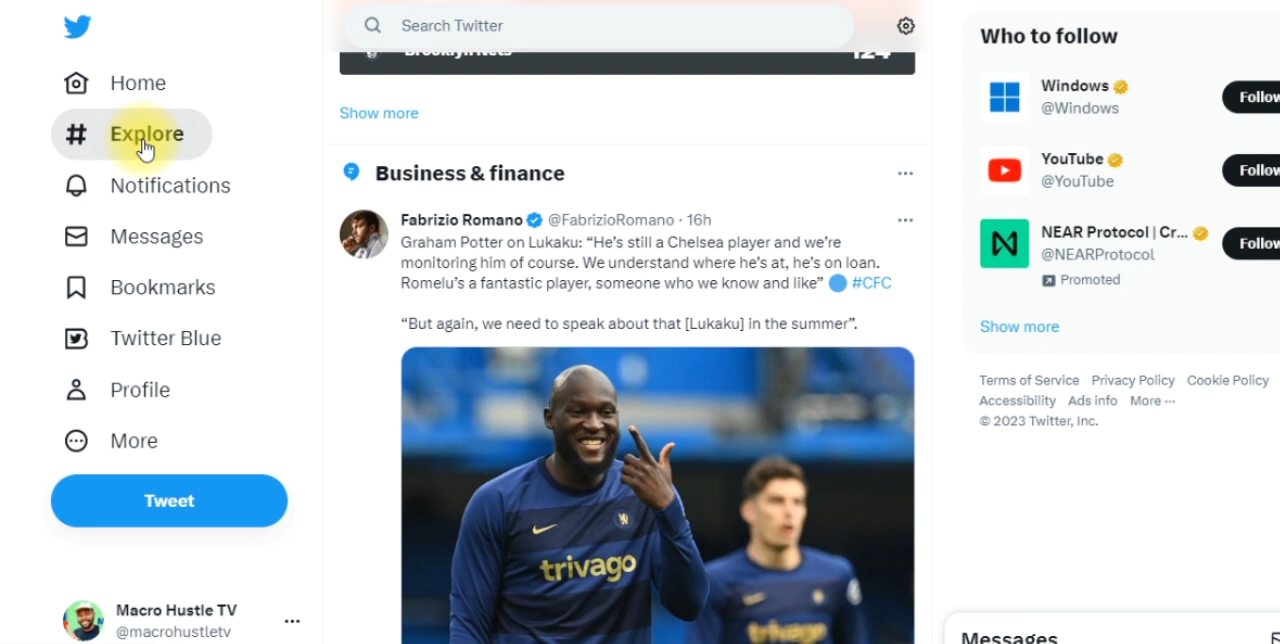 Search Twitter
Home
Brooklyn Nets
124
Show more
Explore
Notifications
Messages
Bookmarks
Twitter Blue
Profile
More
Tweet
Macro Hustle TV
@macrohustletv
Business & finance
Fabrizio Romano @FabrizioRomano · 16h
Graham Potter on Lukaku: “He’s still a Chelsea player and we’re
monitoring him of course. We understand where he’s at, he’s on loan.
Romelu’s a fantastic player, someone who we know and like” 🔵 #CFC
“But again, we need to speak about that [Lukaku] in the summer”.
trivago
trivago
Who to follow
Windows
@Windows
Follow
YouTube
@YouTube
Follow
NEAR Protocol | Cr...
@NEARProtocol
Follow
Promoted
Show more
Terms of Service Privacy Policy Cookie Policy
Accessibility Ads info More ···
© 2023 Twitter, Inc.
Messages